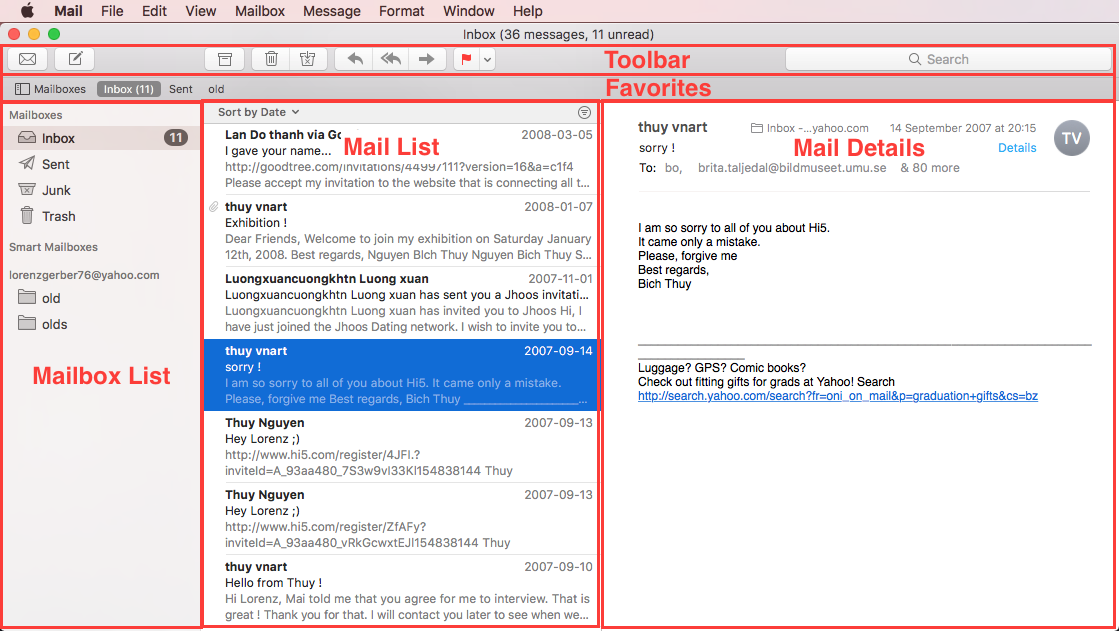 Mail File Edit View Mailbox Message Format Window Help
Inbox (36 messages, 11 unread)
Toolbar
Search
Mailboxes Inbox (11) Sent old
Favorites
Mailboxes
Inbox 11
Sent
Junk
Trash
Smart Mailboxes
lorenzgerber76@yahoo.com
old
olds
Mailbox List
Sort by Date
Mail List
Lan Do thanh via Go 2008-03-05
I gave your name...
http://goodtree.com/invitations/44997111?version=16&a=c1f4
Please accept my invitation to the website that is connecting all t...
thuy vnart 2008-01-07
Exhibition !
Dear Friends, Welcome to join my exhibition on Saturday January
12th, 2008. Best regards, Nguyen BIch Thuy Nguyen Bich Thuy S...
Luongxuancuongkhtn Luong xuan 2007-11-01
Luongxuancuongkhtn Luong xuan has sent you a Jhoos invitati...
Luongxuancuongkhtn Luong xuan has invited you to Jhoos Hi, I
have just joined the Jhoos Dating network. I wish to invite you to...
thuy vnart 2007-09-14
sorry !
I am so sorry to all of you about Hi5. It came only a mistake.
Please, forgive me Best regards, Bich Thuy ____________________...
Thuy Nguyen 2007-09-13
Hey Lorenz ;)
http://www.hi5.com/register/4JFI.?
inviteId=A_93aa480_7S3w9vI33KI154838144 Thuy
Thuy Nguyen 2007-09-13
Hey Lorenz ;)
http://www.hi5.com/register/ZfAFy?
inviteId=A_93aa480_vRkGcwxtEJl154838144 Thuy
thuy vnart 2007-09-10
Hello from Thuy !
Hi Lorenz, Mai told me that you agree for me to interview. That is
great ! Thank you for that. I will contact you later to see when we...
thuy vnart Inbox -...yahoo.com 14 September 2007 at 20:15
TV
sorry ! Details
Mail Details
To: bo, brita.taljedal@bildmuseet.umu.se & 80 more
I am so sorry to all of you about Hi5.
It came only a mistake.
Please, forgive me
Best regards,
Bich Thuy
Luggage? GPS? Comic books?
Check out fitting gifts for grads at Yahoo! Search
http://search.yahoo.com/search?fr=oni_on_mail&p=graduation+gifts&cs=bz